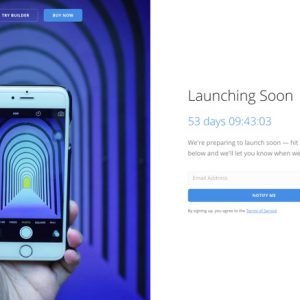 TRY BUILDER
BUY NOW
Launching Soon
53 days 09:43:03
We're preparing to launch soon — hit
below and we'll let you know when we
Email Address
NOTIFY ME
By signing up, you agree to the Terms of Service
VIDEO
PHOTO
SQUARE